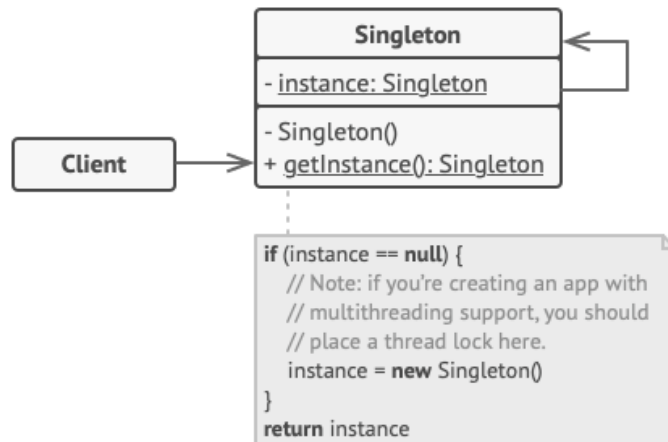 Singleton
- instance: Singleton
- Singleton()
+ getInstance(): Singleton
Client
if (instance == null) {
// Note: if you’re creating an app with
// multithreading support, you should
// place a thread lock here.
instance = new Singleton()
}
return instance